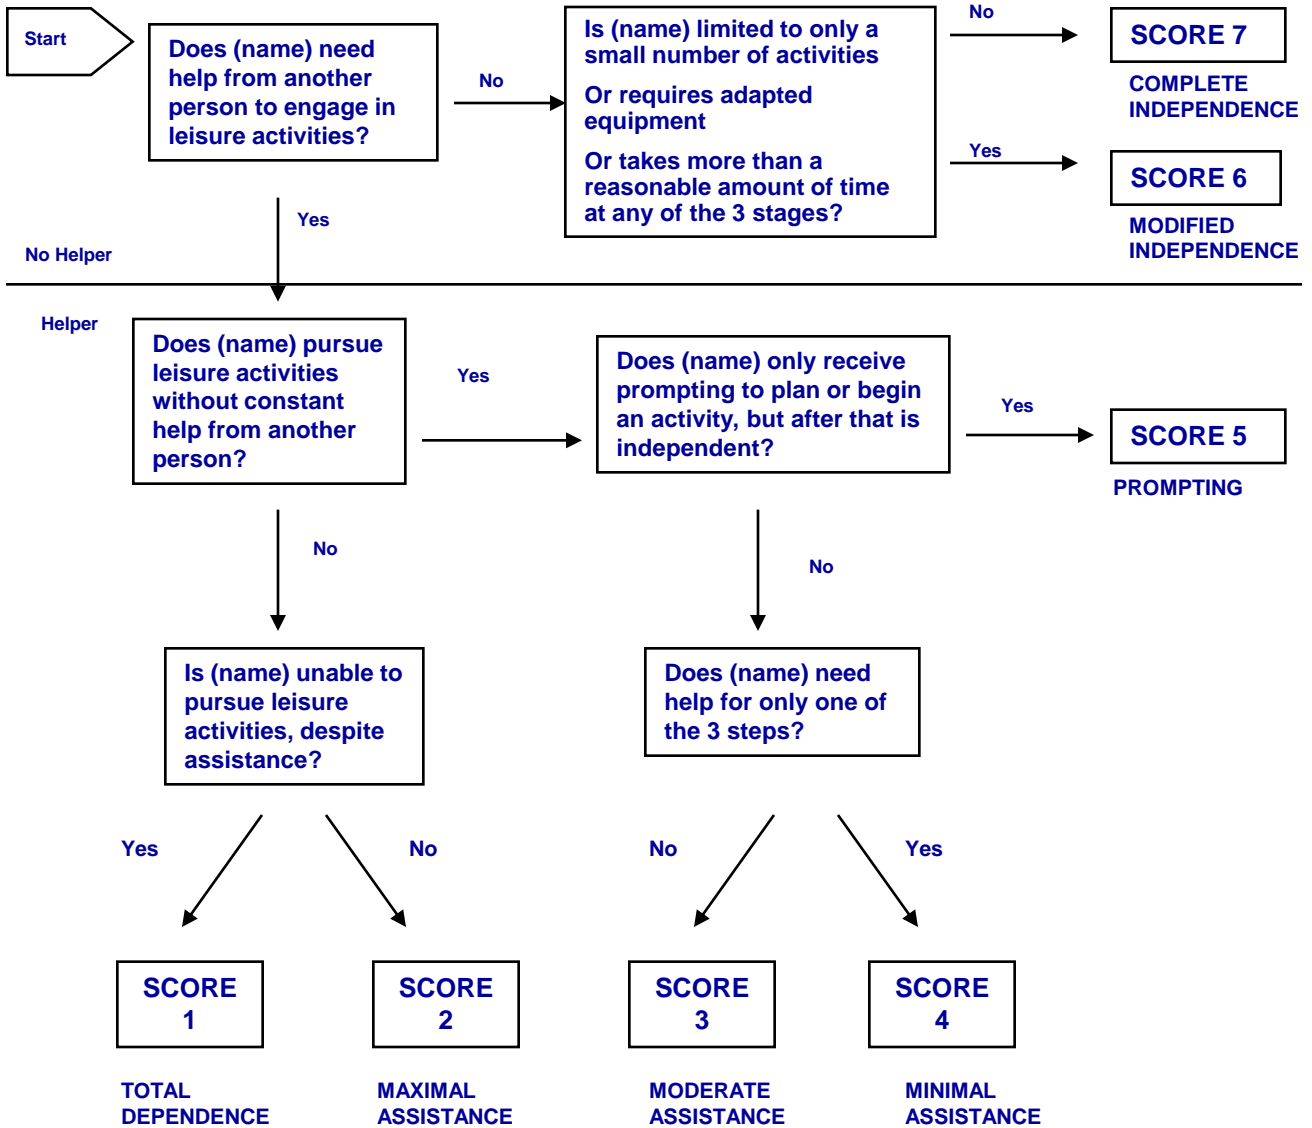 Start
Does (name) need
help from another
person to engage in
leisure activities?
No
Is (name) limited to only a
small number of activities
Or requires adapted
equipment
Or takes more than a
reasonable amount of time
at any of the 3 stages?
No
SCORE 7
COMPLETE
INDEPENDENCE
Yes
SCORE 6
MODIFIED
INDEPENDENCE
Yes
No Helper
Helper
Does (name) pursue
leisure activities
without constant
help from another
person?
Yes
Does (name) only receive
prompting to plan or begin
an activity, but after that is
independent?
Yes
SCORE 5
PROMPTING
No
No
Is (name) unable to
pursue leisure
activities, despite
assistance?
Does (name) need
help for only one of
the 3 steps?
Yes
No
No
Yes
SCORE
1
SCORE
2
SCORE
3
SCORE
4
TOTAL
DEPENDENCE
MAXIMAL
ASSISTANCE
MODERATE
ASSISTANCE
MINIMAL
ASSISTANCE